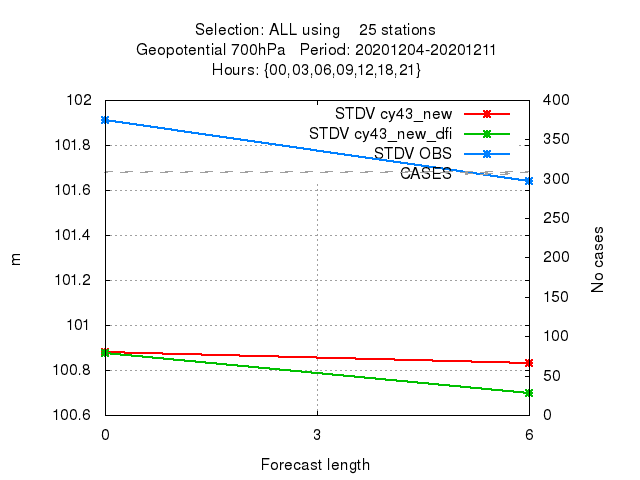 Selection: ALL using 25 stations
Geopotential 700hPa Period: 20201204-20201211
Hours: {00,03,06,09,12,18,21}
102
101.8
101.6
101.4
101.2
101
100.8
100.6
m
STDV cy43_new
STDV cy43_new_dfi
STDV OBS
CASES
400
350
300
250
200
150
100
50
0
No cases
0 3 6
Forecast length